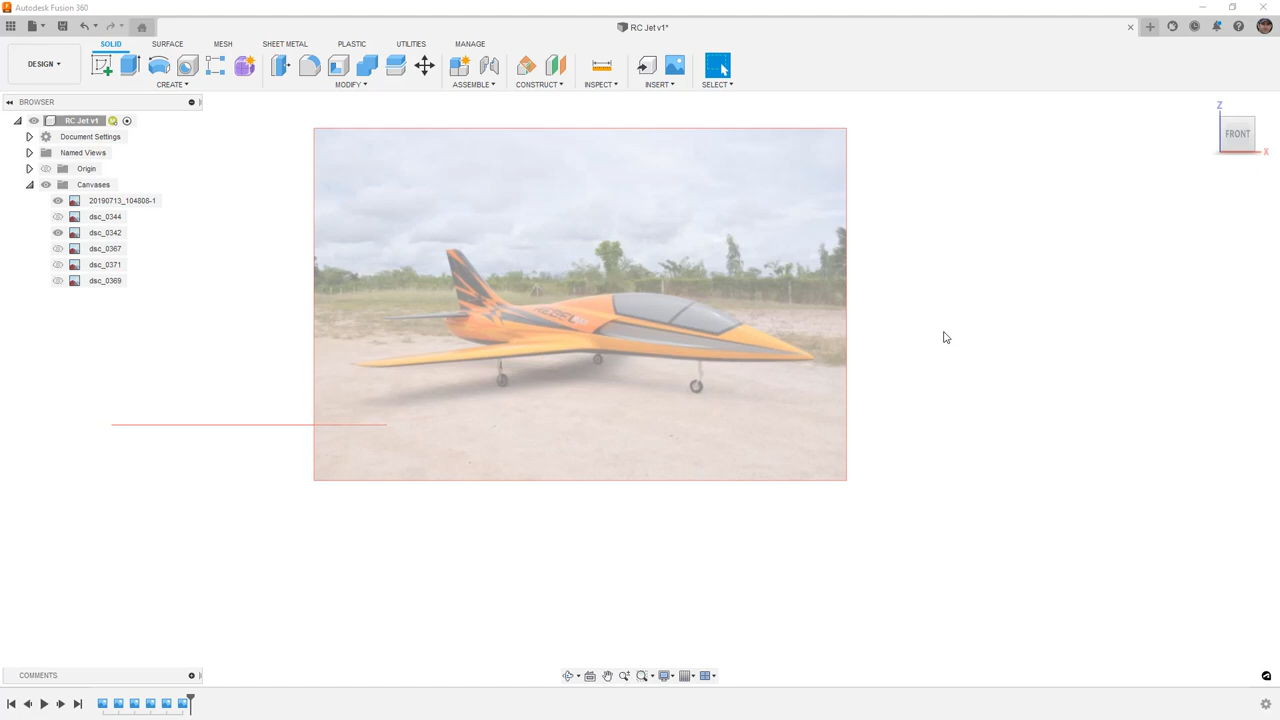 Autodesk Fusion 360
RC Jet v1*
SOLID SURFACE MESH SHEET METAL PLASTIC UTILITIES MANAGE
DESIGN
CREATE MODIFY ASSEMBLE CONSTRUCT INSPECT INSERT SELECT
BROWSER
RC Jet v1
Document Settings
Named Views
Origin
Canvases
20190713_104808-1
dsc_0344
dsc_0342
dsc_0367
dsc_0371
dsc_0369
Z
FRONT
X
REBEL
COMMENTS